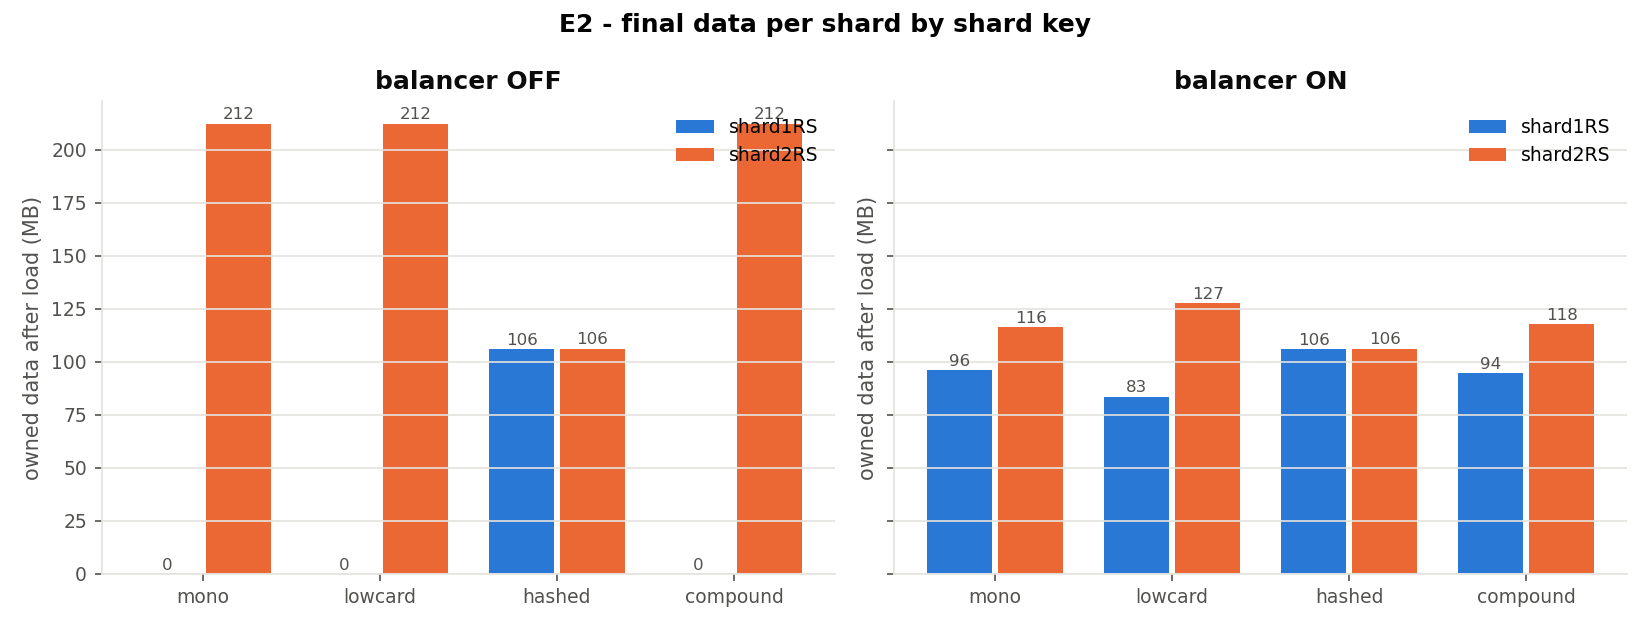 E2 - final data per shard by shard key
balancer OFF
owned data after load (MB)
200
175
150
125
100
75
50
25
0
212
212
212
106
106
0
0
0
shard1RS
shard2RS
mono
lowcard
hashed
compound
balancer ON
owned data after load (MB)
96
116
83
127
106
106
94
118
shard1RS
shard2RS
mono
lowcard
hashed
compound